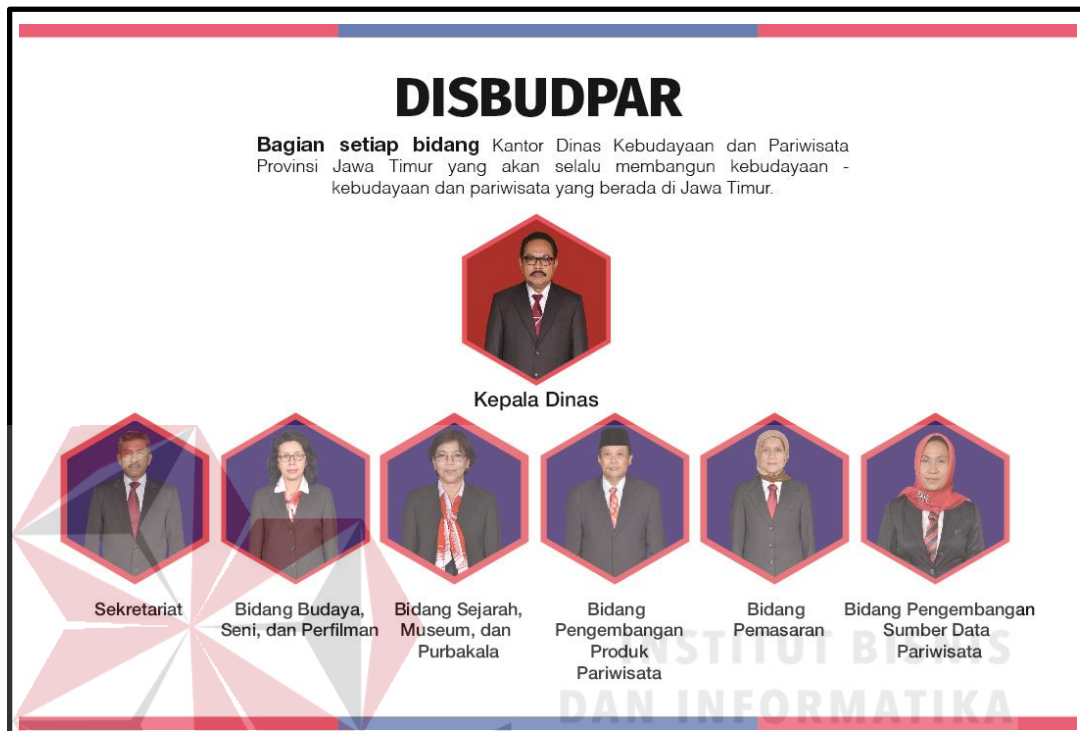 DISBUDPAR
Bagian setiap bidang Kantor Dinas Kebudayaan dan Pariwisata
Provinsi Jawa Timur yang akan selalu membangun kebudayaan -
kebudayaan dan pariwisata yang berada di Jawa Timur.
Kepala Dinas
Sekretariat
Bidang Budaya,
Seni, dan Perfilman
Bidang Sejarah,
Museum, dan
Purbakala
Bidang
Pengembangan
Produk
Pariwisata
Bidang
Pemasaran
Bidang Pengembangan
Sumber Data
Pariwisata
INSTITUT BISNIS
DAN INFORMATIKA